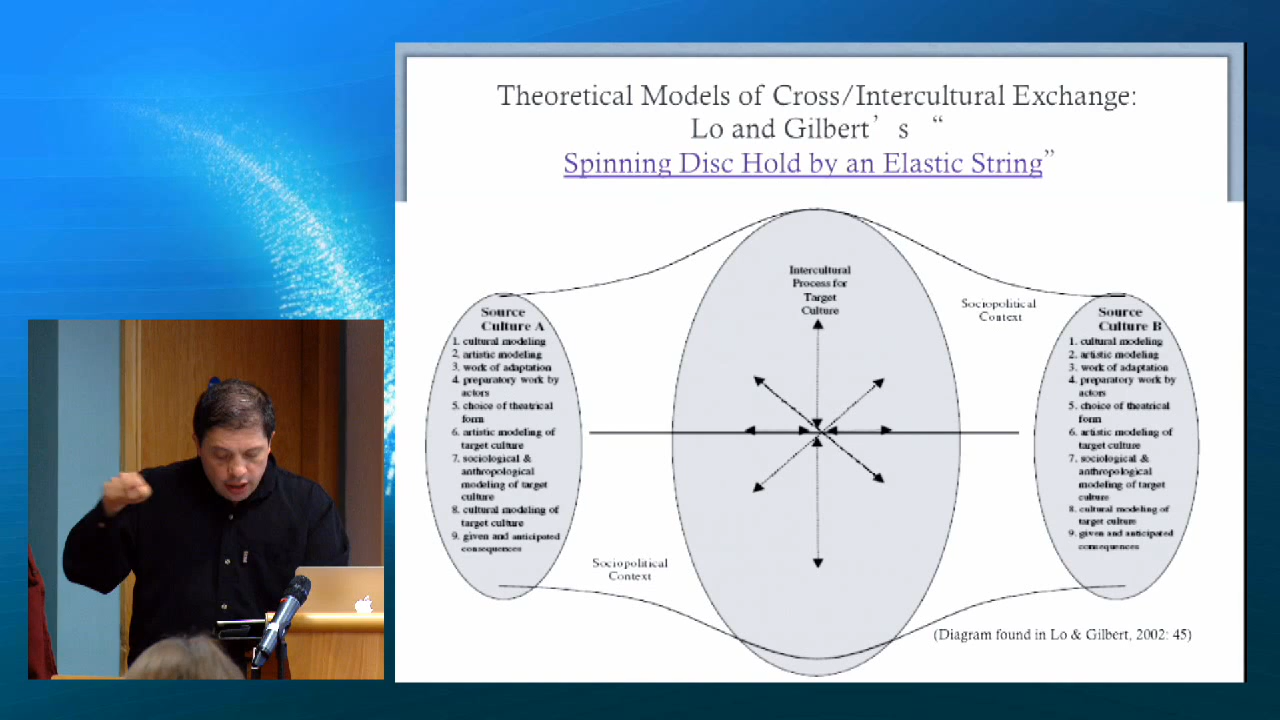 Theoretical Models of Cross/Intercultural Exchange:
Lo and Gilbert’s “
Spinning Disc Hold by an Elastic String”
Intercultural
Process for
Target
Culture
Sociopolitical
Context
Source
Culture A
1. cultural modeling
2. artistic modeling
3. work of adaptation
4. preparatory work by
actors
5. choice of theatrical
form
6. artistic modeling of
target culture
7. sociological &
anthropological
modeling of target
culture
8. cultural modeling of
target culture
9. given and anticipated
consequences
Source
Culture B
1. cultural modeling
2. artistic modeling
3. work of adaptation
4. preparatory work by
actors
5. choice of theatrical
form
6. artistic modeling of
target culture
7. sociological &
anthropological
modeling of target
culture
8. cultural modeling of
target culture
9. given and anticipated
consequences
Sociopolitical
Context
(Diagram found in Lo & Gilbert, 2002: 45)